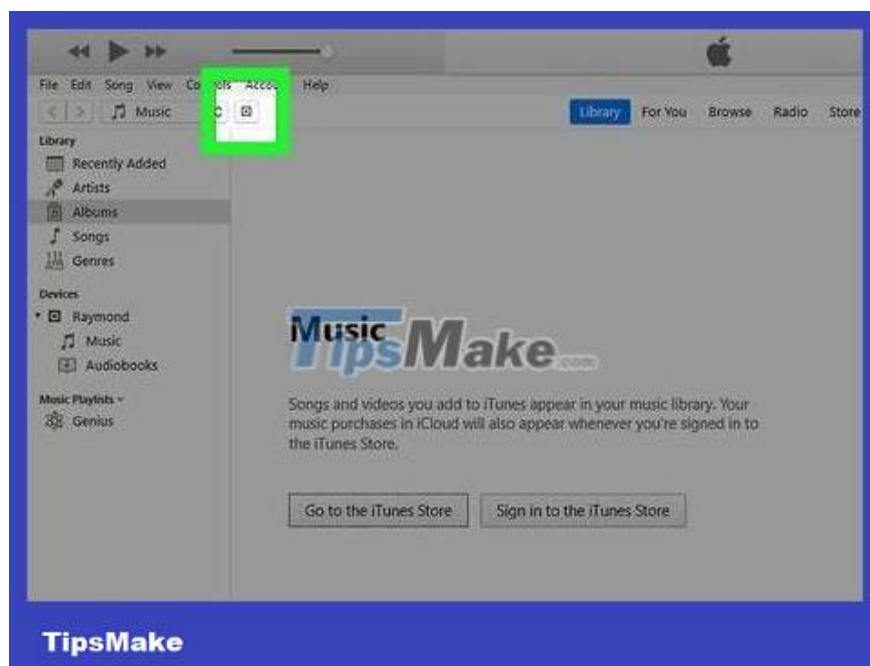 File Edit Song View Controls Account Help
Music
Library For You Browse Radio Store
Library
Recently Added
Artists
Albums
Songs
Genres
Devices
Raymond
Music
Audiobooks
Music Playlists
Genius
Music
TipsMake.com
Songs and videos you add to iTunes appear in your music library. Your
music purchases in iCloud will also appear whenever you're signed in to
the iTunes Store.
Go to the iTunes Store Sign in to the iTunes Store
TipsMake